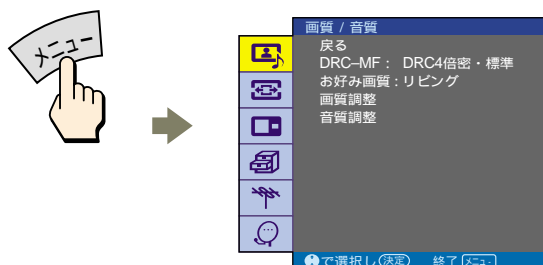 メニュー
画質 / 音質
戻る
DRC–MF： DRC4倍密・標準
お好み画質：リビング
画質調整
音質調整
で選択し 決定 終了 メニュー